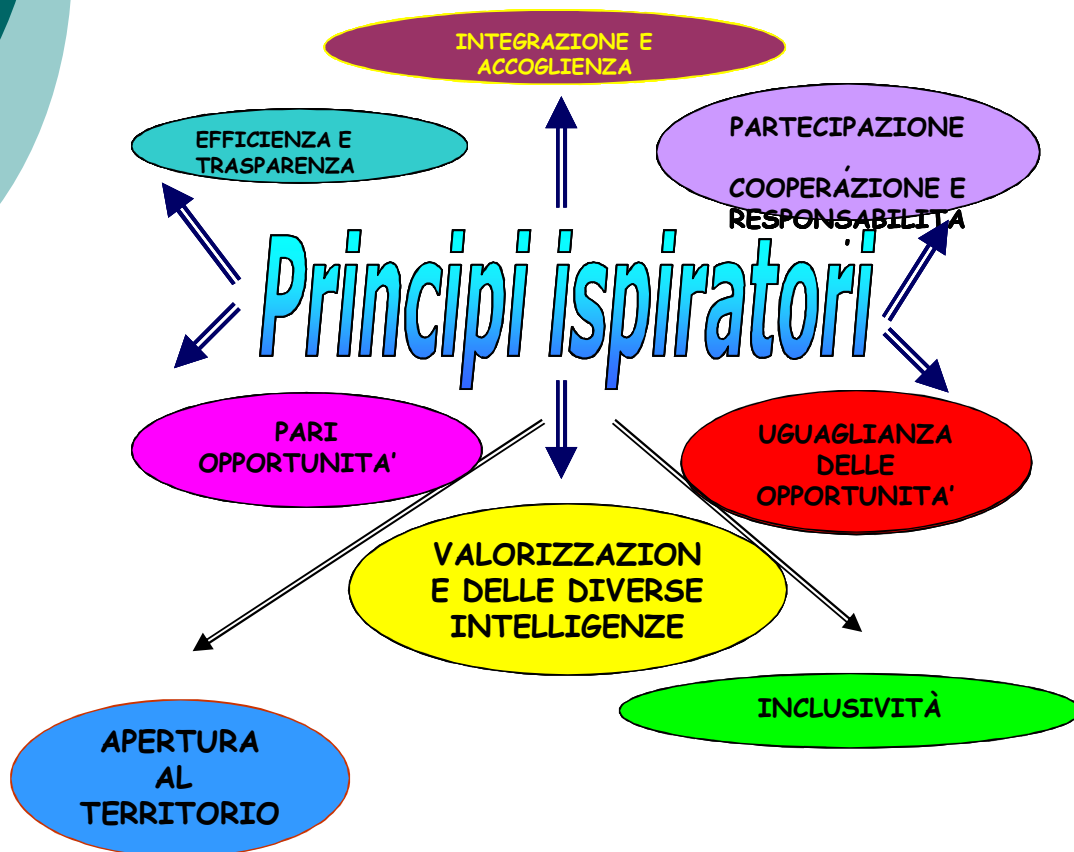 INTEGRAZIONE E
ACCOGLIENZA
EFFICIENZA E
TRASPARENZA
PARTECIPAZIONE
,
COOPERAZIONE E
RESPONSABILITA
'
Principi ispiratori
PARI
OPPORTUNITA'
UGUAGLIANZA
DELLE
OPPORTUNITA'
VALORIZZAZION
E DELLE DIVERSE
INTELLIGENZE
INCLUSIVITÀ
APERTURA
AL
TERRITORIO